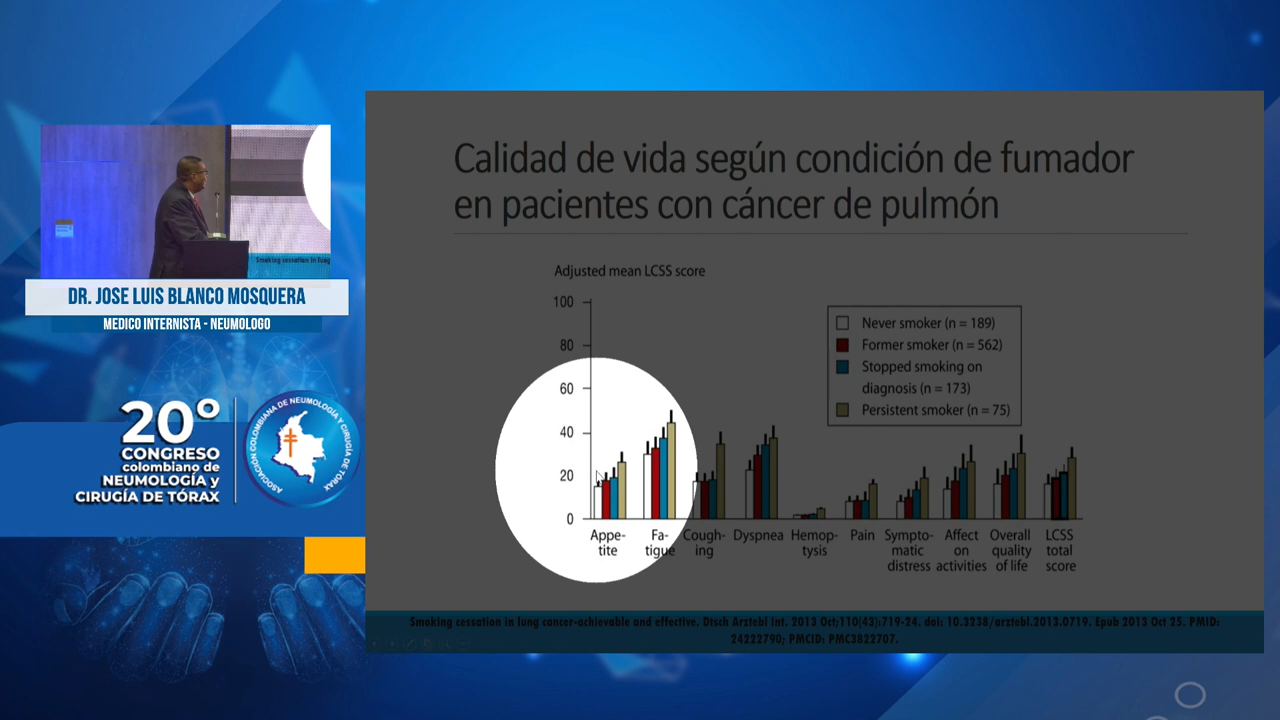 Smoking cessation in lung
DR. JOSE LUIS BLANCO MOSQUERA
MEDICO INTERNISTA - NEUMOLOGO
20º
CONGRESO
colombiano de
NEUMOLOGÍA y
CIRUGÍA DE TÓRAX
ASOCIACIÓN COLOMBIANA DE NEUMOLOGÍA Y CIRUGÍA DE TÓRAX
Calidad de vida según condición de fumador
en pacientes con cáncer de pulmón
Adjusted mean LCSS score
100
80
60
40
20
0
Never smoker (n = 189)
Former smoker (n = 562)
Stopped smoking on
diagnosis (n = 173)
Persistent smoker (n = 75)
Appe- Fa- Cough- Dyspnea Hemop- Pain Sympto- Affect Overall LCSS
tite tigue ing tysis matic on quality total
distress activities of life score
Smoking cessation in lung cancer-achievable and effective. Dtsch Arztebl Int. 2013 Oct;110(43):719-24. doi: 10.3238/arztebl.2013.0719. Epub 2013 Oct 25. PMID:
24222790; PMCID: PMC3822707.